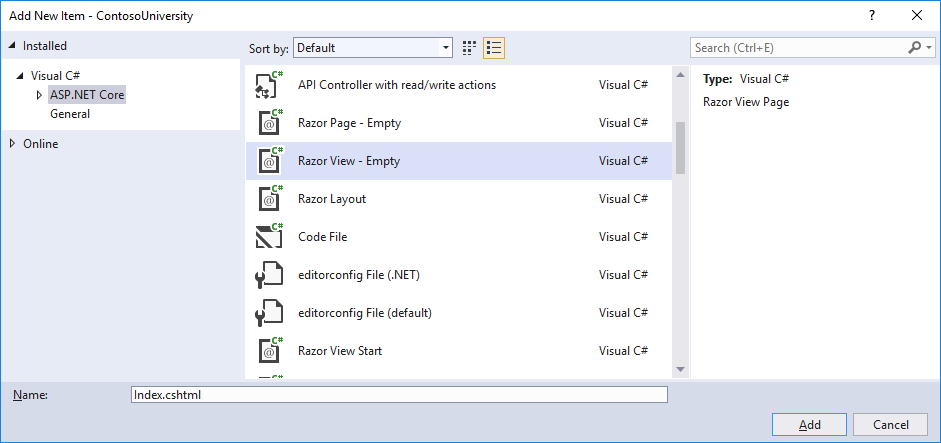 Add New Item - ContosoUniversity
?
Installed
Sort by: Default
Search (Ctrl+E)
Visual C#
ASP.NET Core
General
Online
C# API Controller with read/write actions Visual C#
C# @ Razor Page - Empty Visual C#
C# @ Razor View - Empty Visual C#
C# @ Razor Layout Visual C#
C# Code File Visual C#
editorconfig File (.NET) Visual C#
editorconfig File (default) Visual C#
C# @ Razor View Start Visual C#
C#
Type: Visual C#
Razor View Page
Name: Index.cshtml
Add Cancel